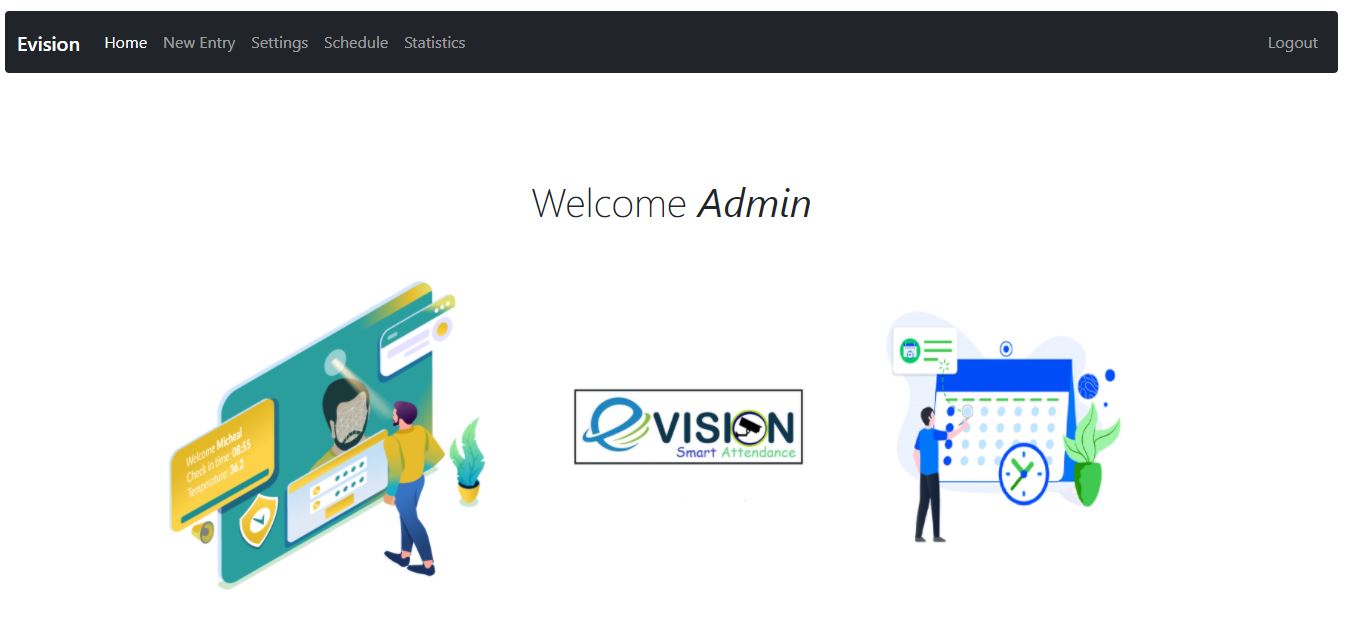 Evision Home New Entry Settings Schedule Statistics Logout
Welcome Admin
Welcome Micheal
Check in time: 08:55
Temperature: 36.2
eVISION
Smart Attendance